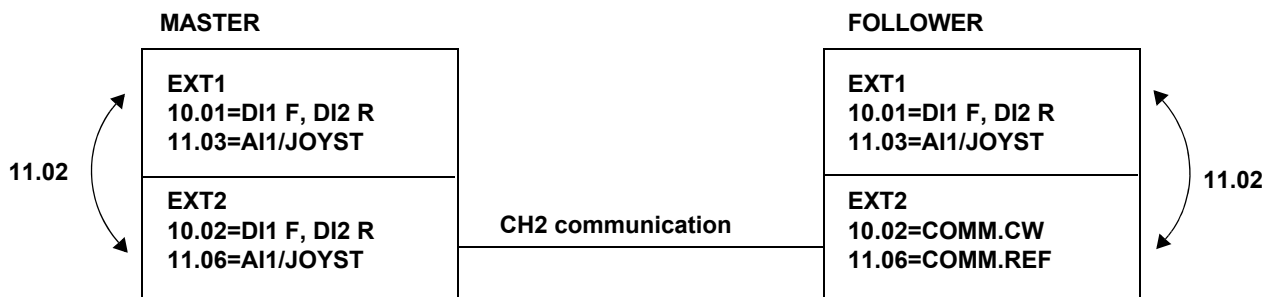 MASTER
EXT1
10.01=DI1 F, DI2 R
11.03=AI1/JOYST
EXT2
10.02=DI1 F, DI2 R
11.06=AI1/JOYST
11.02
CH2 communication
FOLLOWER
EXT1
10.01=DI1 F, DI2 R
11.03=AI1/JOYST
EXT2
10.02=COMM.CW
11.06=COMM.REF
11.02